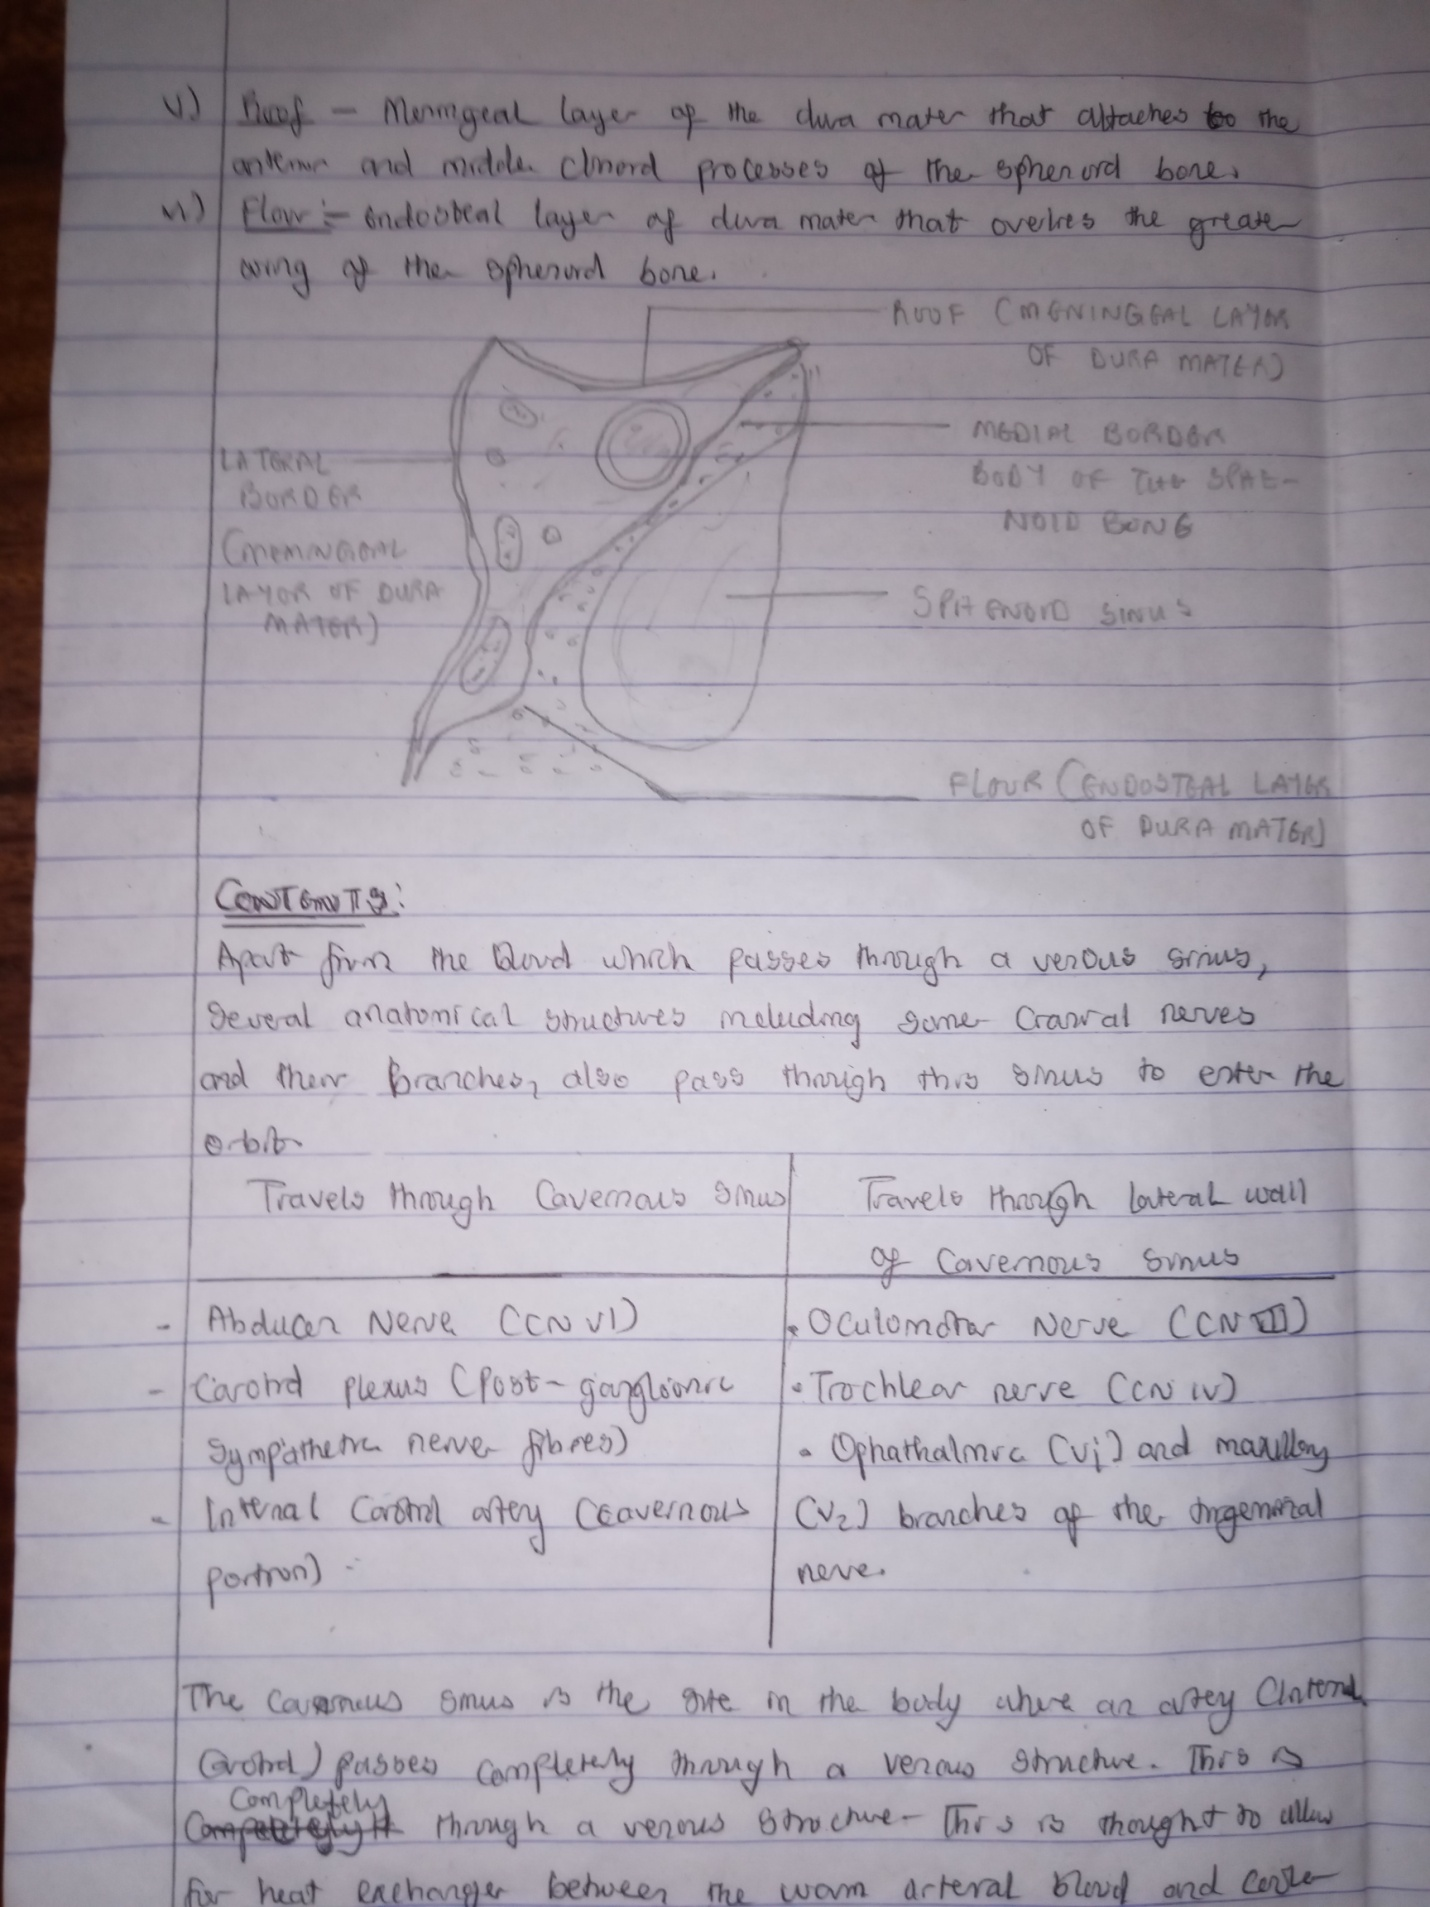 v) Roof - Meningeal layer of the dura mater that attaches to the
anterior and middle clinoid processes of the sphenoid bone.
vi) Flour :- endosteal layer of dura mater that overlies the greater
wing of the sphenoid bone.
ROOF (MENINGEAL LAYER
OF DURA MATER)
MEDIAL BORDER
BODY OF THE SPHE-
NOID BONE
LATERAL
BORDER
(MENINGEAL
LAYOR OF DURA
MATER)
SPHENOID SINUS
FLOUR (ENDOSTEAL LAYER
OF DURA MATER)
CONTENTS:
Apart from the blood which passes through a venous sinus,
Several anatomical structures including some Cranial nerves
and their branches, also pass through this sinus to enter the
orbit
Travels through Cavernous Sinus
Travels through lateral wall
of Cavernous sinus
- Abducen Nerve (CN VI)
- Carotid plexus (Post-ganglionic
Sympathetic nerve fibres)
- Internal Carotid artery (Cavernous
portion)
• Oculomotor Nerve (CN III)
• Trochlear nerve (CN IV)
• Ophathalmic (V1) and maxillary
(V2) branches of the trigeminal
nerve.
The Cavernous sinus is the site in the body where an artery (Internal
Carotid) passes completely through a venous structure. This is
Completely
through a venous structure - This is thought to allow
for heat exchanger between the warm arteral blood and cooler